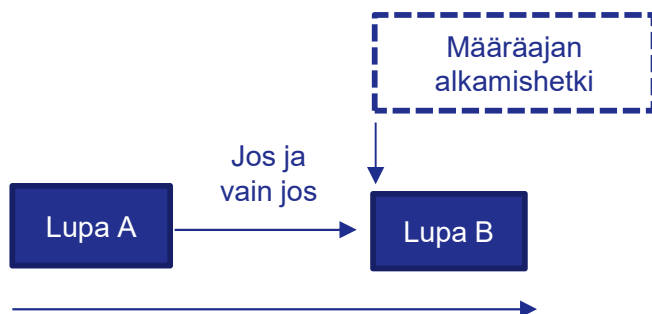 Määräajan
alkamishetki
Jos ja
vain jos
Lupa A
Lupa B